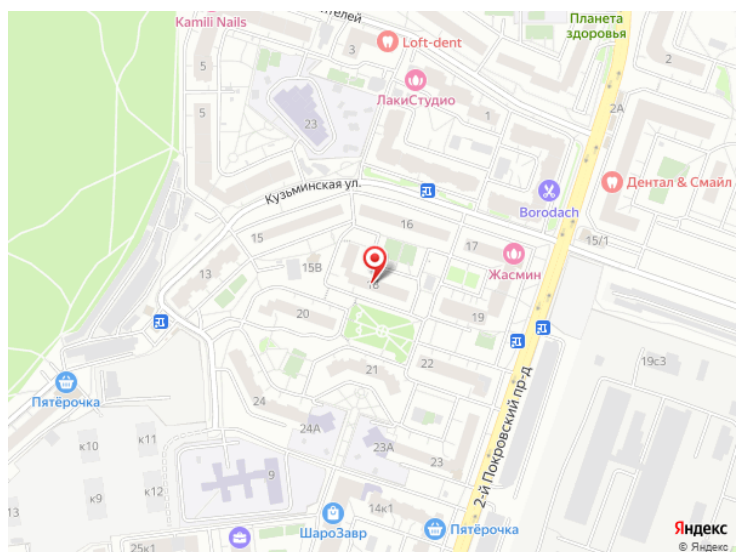 Kamili Nails
ителей
Планета
здоровья
3
Loft-dent
5
2
ЛакиСтудио
5
2А
1
23
Дентал & Смайл
Кузьминская ул.
Borodach
16
15
17
15/1
15В
Жасмин
13
18
20
19
21
22
19с3
Пятёрочка
24
2-й Покровский пр-д
24А
к10
к11
23А
23
9
к9
к12
14к1
ШароЗавр
Пятёрочка
25к1
Яндекс
© Яндекс